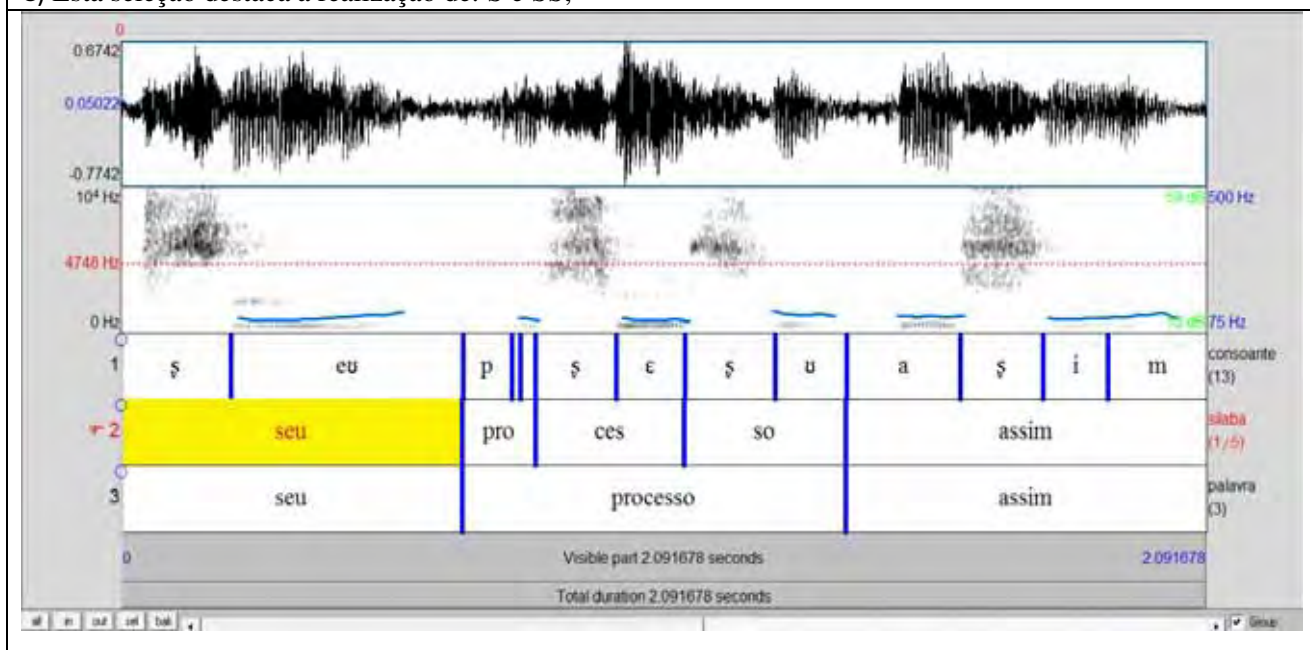 Esta seleção destaca a realização de: S e SS;
0
0.6742
0.05022
-0.7742
10⁴ Hz 500 Hz
4748 Hz
0 Hz 75 Hz
1 ş eʊ p ş ɛ ş ʊ a ş i m consoante (13)
☞ 2 seu pro ces so assim sílaba (1/5)
3 seu processo assim palavra (3)
0 Visible part 2.091678 seconds 2.091678
Total duration 2.091678 seconds
all in out sel bak Group